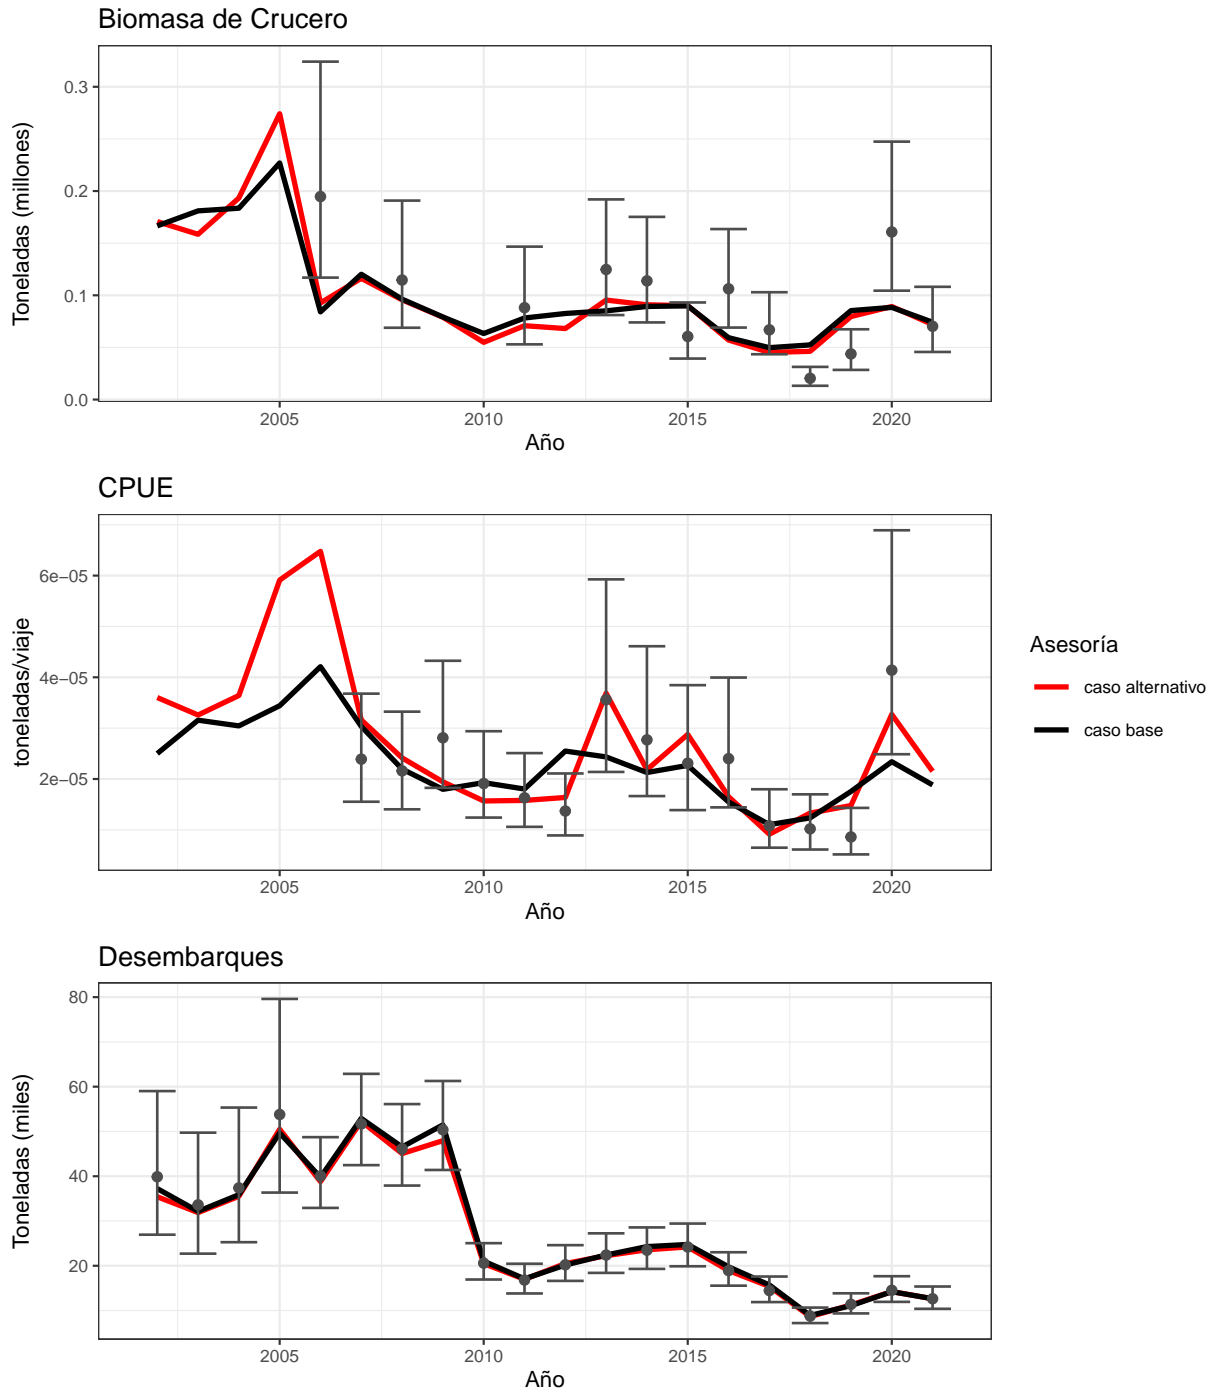 Biomasa de Crucero
Toneladas (millones)
0.3
0.2
0.1
0.0
2005 2010 2015 2020
Año
CPUE
toneladas/viaje
6e−05
4e−05
2e−05
2005 2010 2015 2020
Año
Asesoría
caso alternativo
caso base
Desembarques
Toneladas (miles)
80
60
40
20
2005 2010 2015 2020
Año